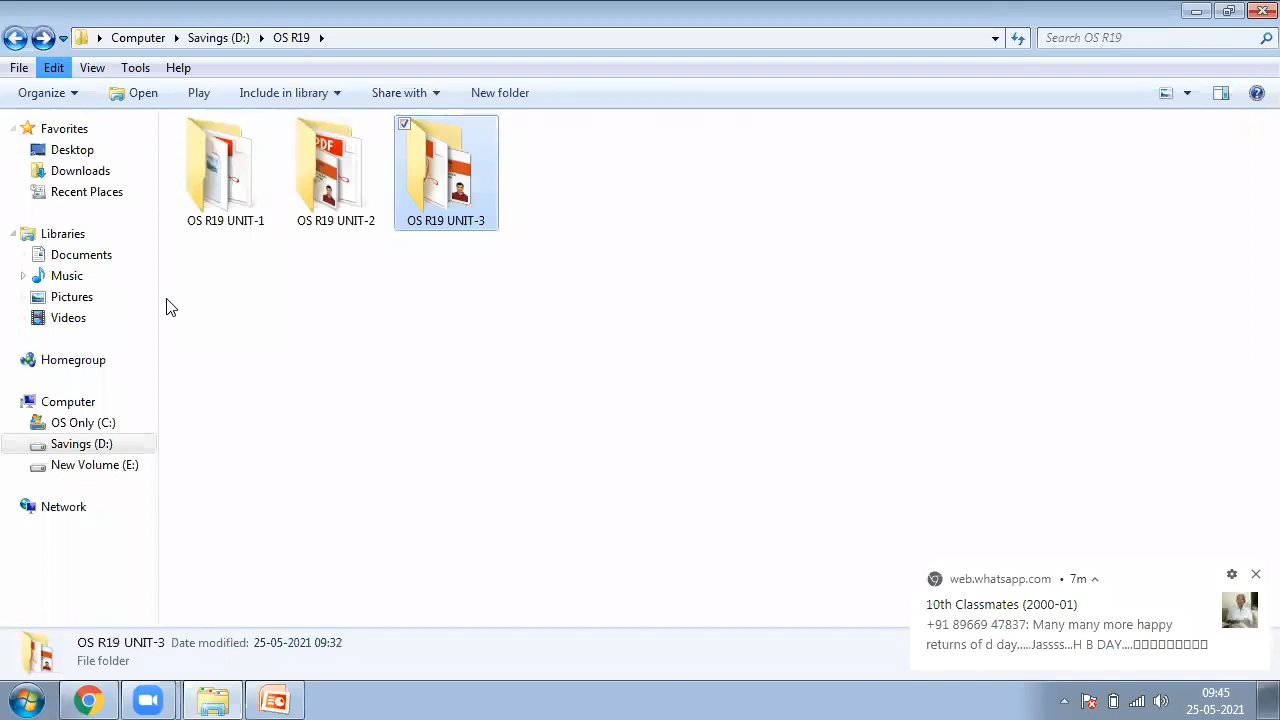 Computer Savings (D:) OS R19
Search OS R19
File Edit View Tools Help
Organize Open Play Include in library Share with New folder
Favorites
Desktop
Downloads
Recent Places
Libraries
Documents
Music
Pictures
Videos
Homegroup
Computer
OS Only (C:)
Savings (D:)
New Volume (E:)
Network
PDF
OS R19 UNIT-1 OS R19 UNIT-2 OS R19 UNIT-3
web.whatsapp.com • 7m
10th Classmates (2000-01)
+91 89669 47837: Many many more happy
returns of d day.....Jassss...H B DAY....▯▯▯▯▯▯▯▯▯
OS R19 UNIT-3 Date modified: 25-05-2021 09:32
File folder
09:45
25-05-2021